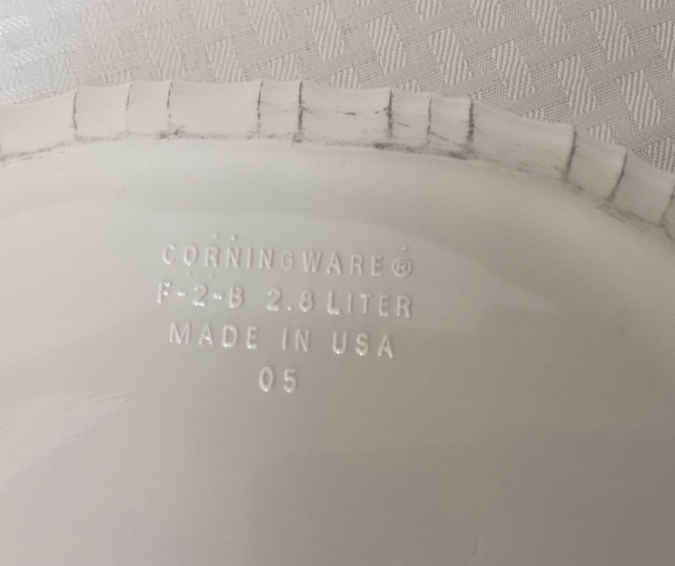 CORNINGWARE®
F-2-B 2.8 LITER
MADE IN USA
05